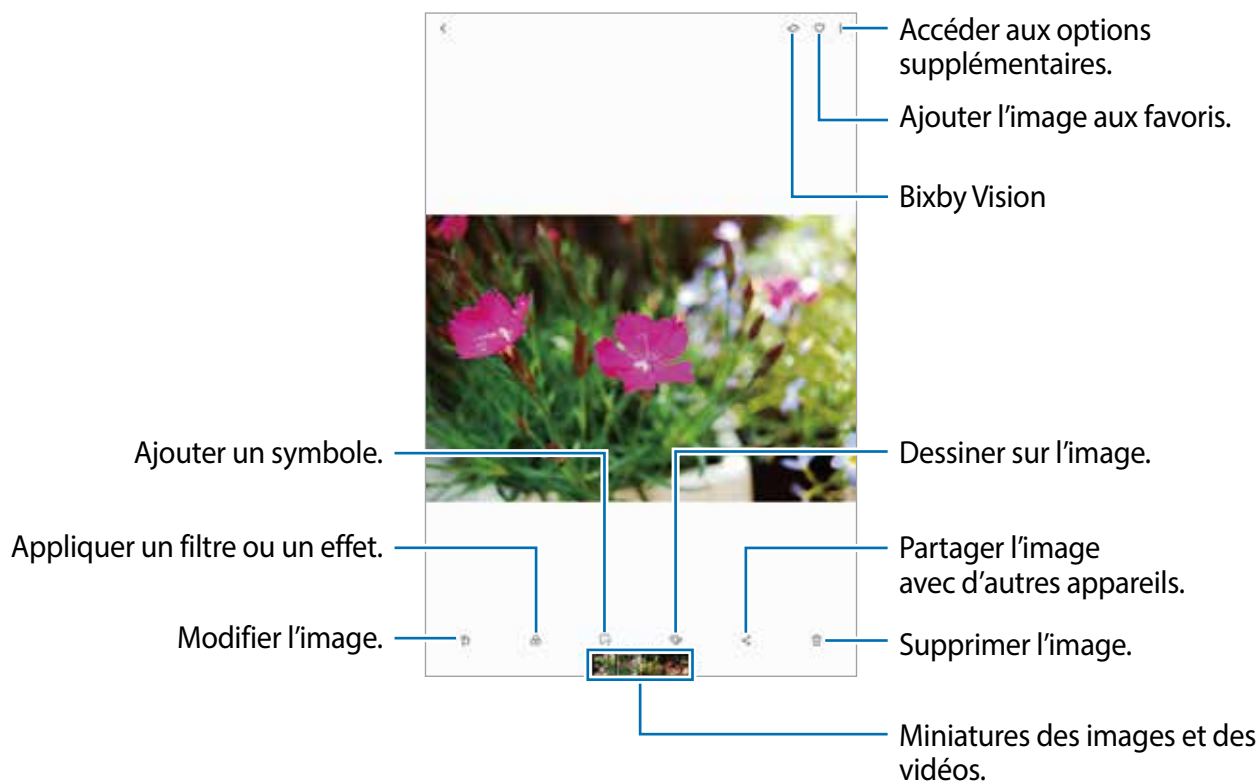 Accéder aux options
supplémentaires.
Ajouter l'image aux favoris.
Bixby Vision
Ajouter un symbole.
Dessiner sur l'image.
Appliquer un filtre ou un effet.
Partager l'image
avec d'autres appareils.
Modifier l'image.
Supprimer l'image.
Miniatures des images et des
vidéos.